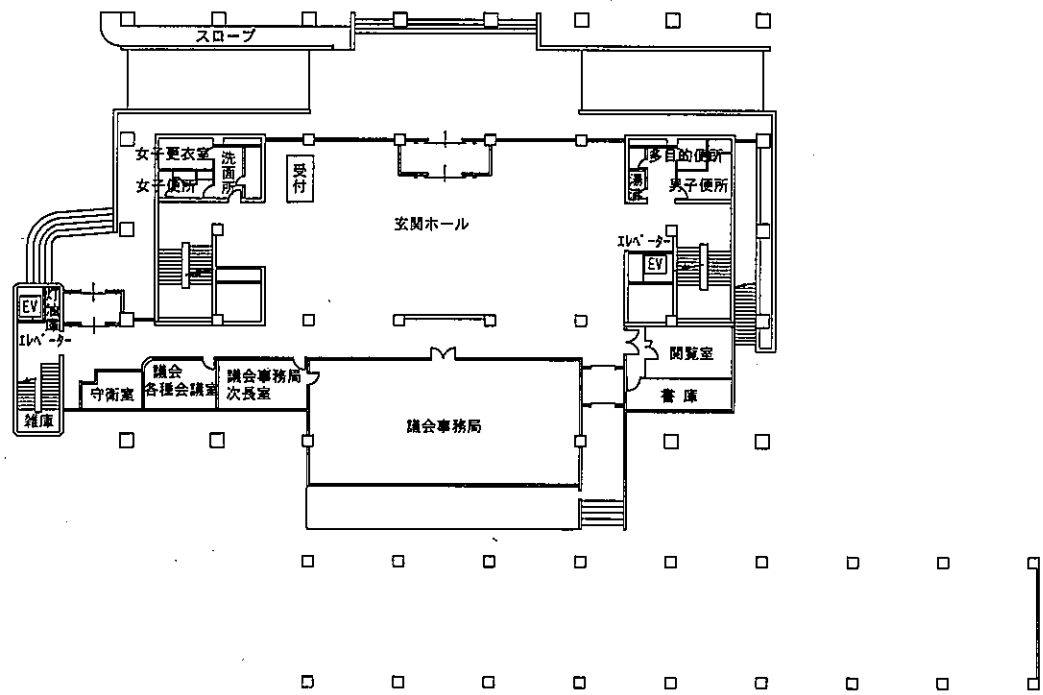 スロープ
女子更衣室
洗面所
女子便所
受付
多目的便所
湯沸
男子便所
玄関ホール
エレベーター
EV
EV
灯油庫
エレベーター
閲覧室
議会
各種会議室
議会事務局
次長室
守衛室
書庫
雑庫
議会事務局